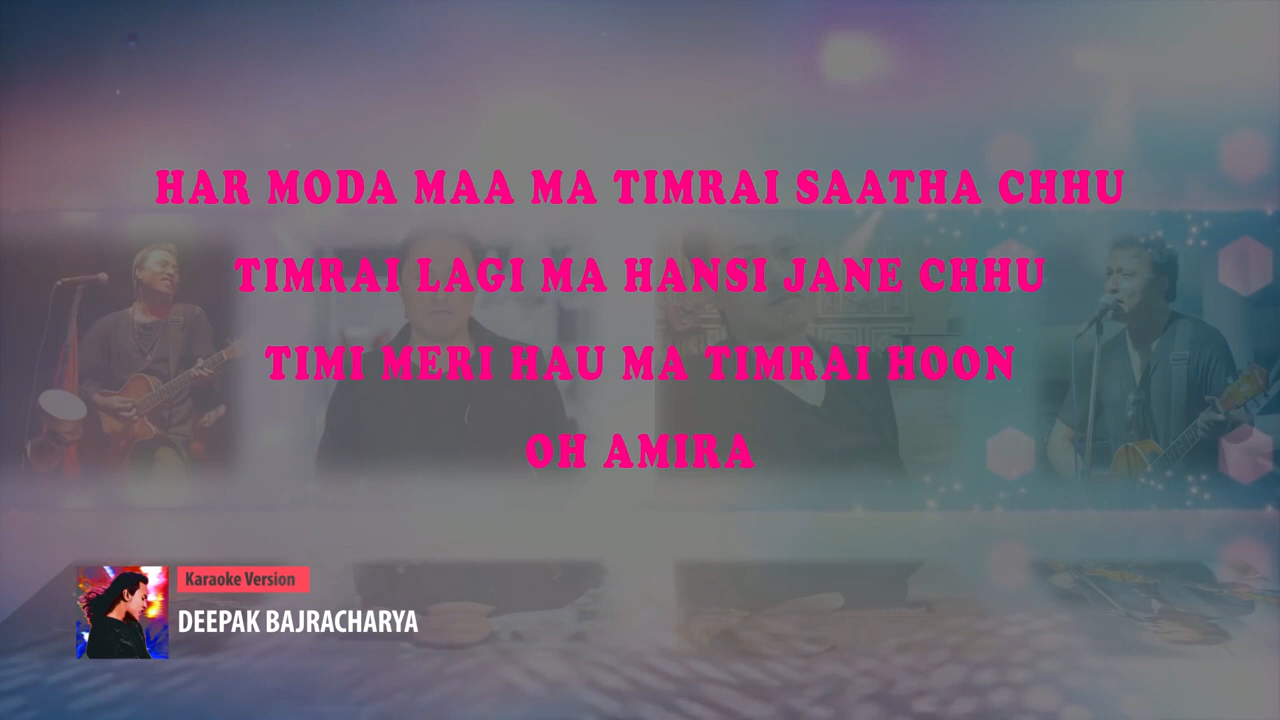 HAR MODA MAA MA TIMRAI SAATHA CHHU
TIMRAI LAGI MA HANSI JANE CHHU
TIMI MERI HAU MA TIMRAI HOON
OH AMIRA
Karaoke Version
DEEPAK BAJRACHARYA